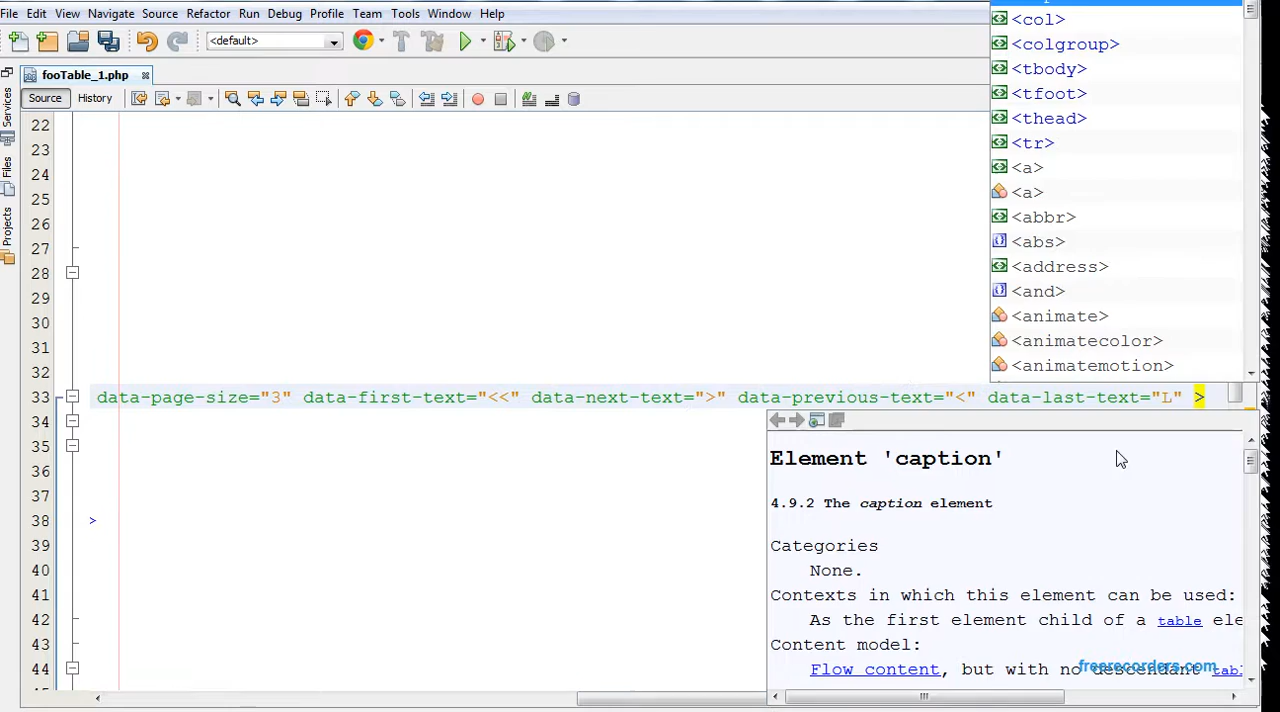 File Edit View Navigate Source Refactor Run Debug Profile Team Tools Window Help
<default>
fooTable_1.php
Source History
Services
Files
Projects
<col>
<colgroup>
<tbody>
<tfoot>
<thead>
<tr>
<a>
<a>
<abbr>
<abs>
<address>
<and>
<animate>
<animatecolor>
<animatemotion>
22
23
24
25
26
27
28
29
30
31
32
33 data-page-size="3" data-first-text="<<" data-next-text=">" data-previous-text="<" data-last-text="L" >
34
35
36
37
38 >
39
40
41
42
43
44
Element 'caption'
4.9.2 The caption element
Categories
None.
Contexts in which this element can be used:
As the first element child of a table ele
Content model:
Flow content, but with no descendant tabl
freerecorders.com